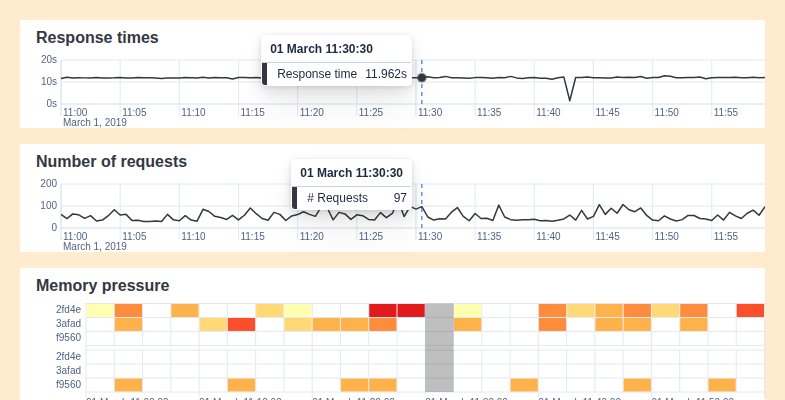 Response times
01 March 11:30:30
Response time 11.962s
20s
10s
0s
11:00 11:05 11:10 11:15 11:20 11:25 11:30 11:35 11:40 11:45 11:50 11:55
March 1, 2019
Number of requests
01 March 11:30:30
# Requests 97
200
100
0
11:00 11:05 11:10 11:15 11:20 11:25 11:30 11:35 11:40 11:45 11:50 11:55
March 1, 2019
Memory pressure
2fd4e
3afad
f9560
2fd4e
3afad
f9560